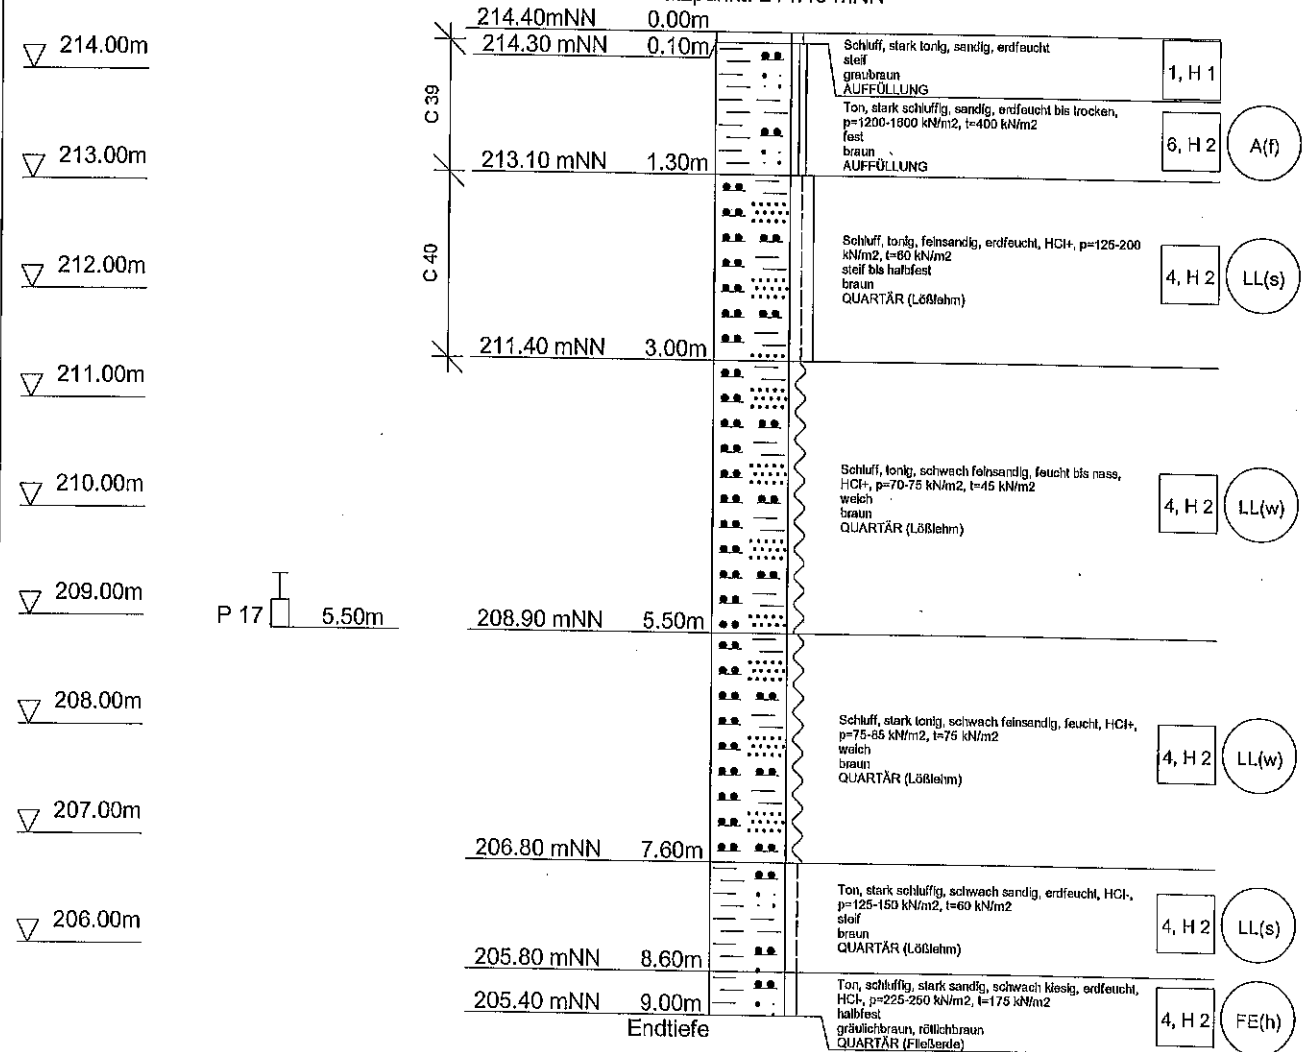 214.40mNN 0.00m
214.00m
214.30 mNN 0.10m
Schluff, stark tonig, sandig, erdfeucht
steif
graubraun
AUFFÜLLUNG
1, H 1
C 39
Ton, stark schluffig, sandig, erdfeucht bis trocken,
p=1200-1600 kN/m2, t=400 kN/m2
fest
braun
AUFFÜLLUNG
6, H 2
A(f)
213.00m
213.10 mNN 1.30m
C 40
Schluff, tonig, feinsandig, erdfeucht, HCl+, p=125-200
kN/m2, t=60 kN/m2
steif bis halbfest
braun
QUARTÄR (Lößlehm)
4, H 2
LL(s)
212.00m
211.40 mNN 3.00m
211.00m
Schluff, tonig, schwach feinsandig, feucht bis nass,
HCl+, p=70-75 kN/m2, t=45 kN/m2
weich
braun
QUARTÄR (Lößlehm)
4, H 2
LL(w)
210.00m
209.00m
P 17 5.50m
208.90 mNN 5.50m
208.00m
Schluff, stark tonig, schwach feinsandig, feucht, HCl+,
p=75-85 kN/m2, t=75 kN/m2
weich
braun
QUARTÄR (Lößlehm)
4, H 2
LL(w)
207.00m
206.80 mNN 7.60m
Ton, stark schluffig, schwach sandig, erdfeucht, HCl-,
p=125-150 kN/m2, t=60 kN/m2
steif
braun
QUARTÄR (Lößlehm)
4, H 2
LL(s)
206.00m
205.80 mNN 8.60m
Ton, schluffig, stark sandig, schwach kiesig, erdfeucht,
HCl-, p=225-250 kN/m2, t=175 kN/m2
halbfest
gräulichbraun, rötlichbraun
QUARTÄR (Fließerde)
4, H 2
FE(h)
205.40 mNN 9.00m
Endtiefe